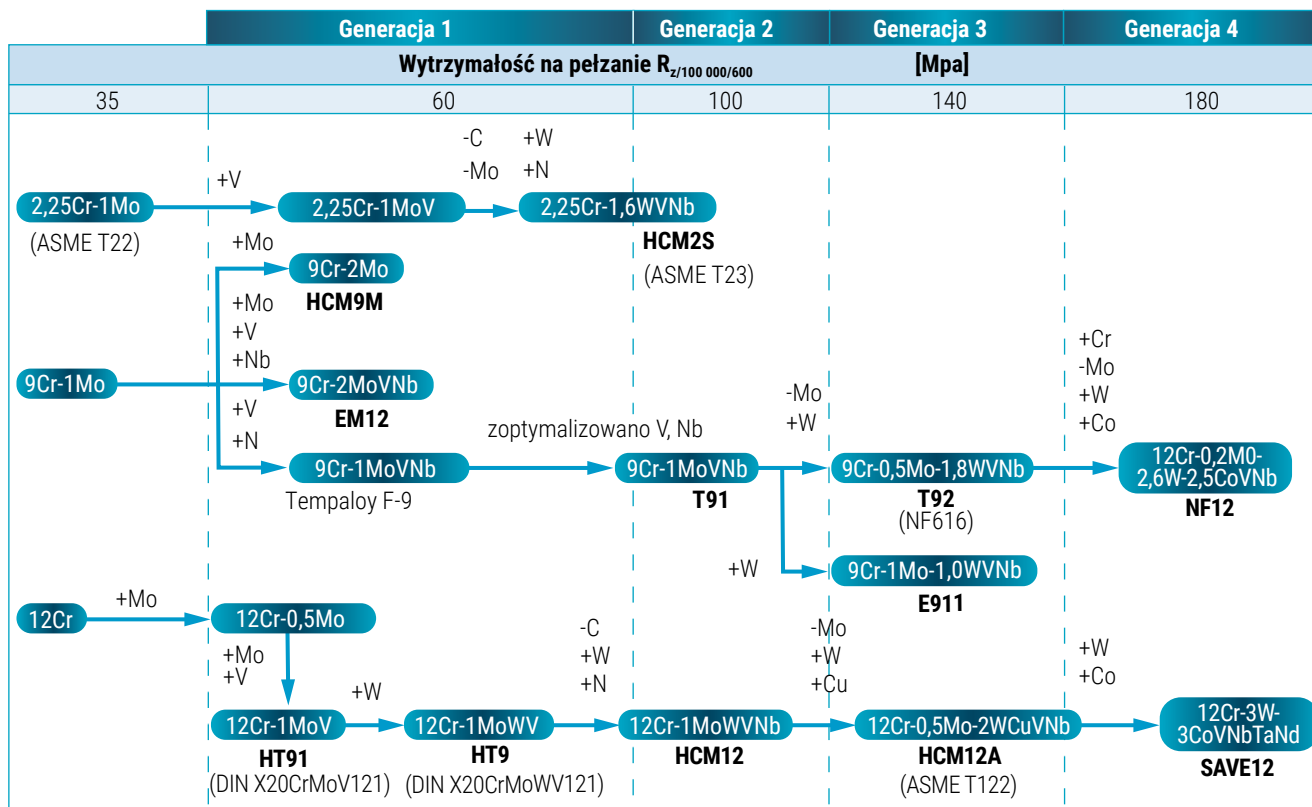 Generacja 1 Generacja 2 Generacja 3 Generacja 4
Wytrzymałość na pełzanie Rz/100 000/600 [Mpa]
35 60 100 140 180
-C +W
-Mo +N
+V
2,25Cr-1Mo 2,25Cr-1MoV 2,25Cr-1,6WVNb
(ASME T22)
HCM2S
(ASME T23)
+Mo
9Cr-2Mo
HCM9M
+Mo
+V
+Nb
9Cr-1Mo 9Cr-2MoVNb
EM12
+V
+N
zoptymalizowano V, Nb
-Mo
+W
+Cr
-Mo
+W
+Co
9Cr-1MoVNb 9Cr-1MoVNb 9Cr-0,5Mo-1,8WVNb
12Cr-0,2M0-
2,6W-2,5CoVNb
Tempaloy F-9 T91 T92 NF12
(NF616)
+W 9Cr-1Mo-1,0WVNb
E911
+Mo
12Cr 12Cr-0,5Mo
+Mo
+V
+W
-C
+W
+N
-Mo
+W
+Cu
+W
+Co
12Cr-1MoV 12Cr-1MoWV 12Cr-1MoWVNb 12Cr-0,5Mo-2WCuVNb
12Cr-3W-
3CoVNbTaNd
HT91 HT9 HCM12 HCM12A SAVE12
(DIN X20CrMoV121) (DIN X20CrMoWV121) (ASME T122)